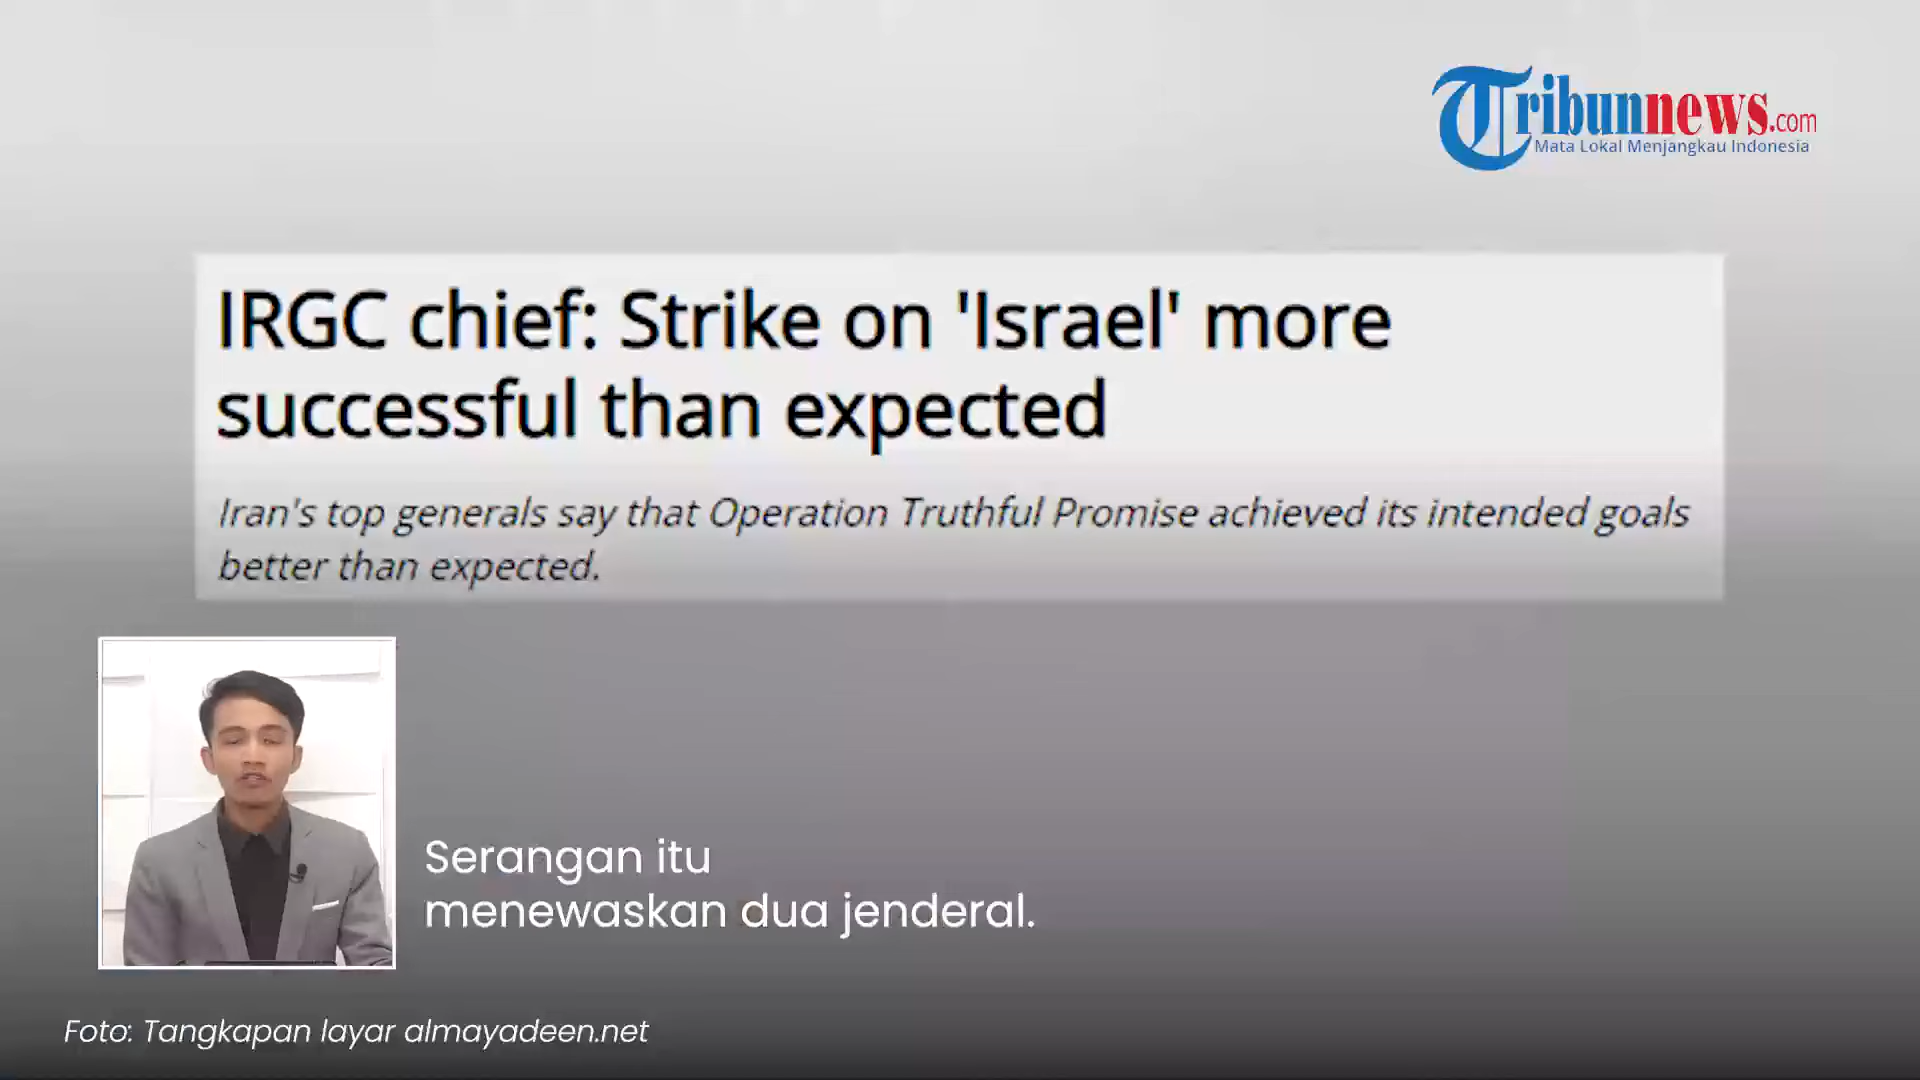 Tribunnews.com
Mata Lokal Menjangkau Indonesia
IRGC chief: Strike on 'Israel' more
successful than expected
Iran's top generals say that Operation Truthful Promise achieved its intended goals
better than expected.
Serangan itu
menewaskan dua jenderal.
Foto: Tangkapan layar almayadeen.net